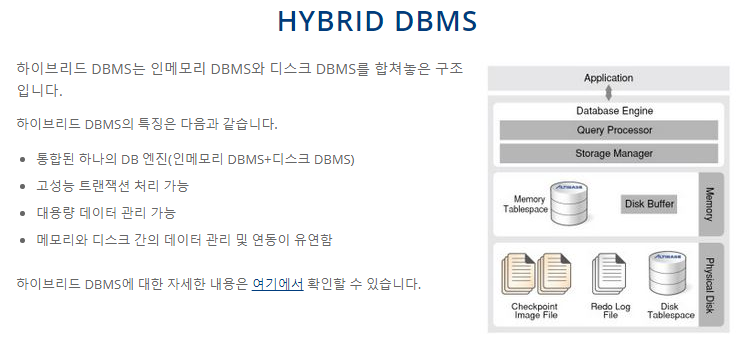 HYBRID DBMS
하이브리드 DBMS는 인메모리 DBMS와 디스크 DBMS를 합쳐놓은 구조
입니다.
하이브리드 DBMS의 특징은 다음과 같습니다.
통합된 하나의 DB 엔진(인메모리 DBMS+디스크 DBMS)
고성능 트랜잭션 처리 가능
대용량 데이터 관리 가능
메모리와 디스크 간의 데이터 관리 및 연동이 유연함
하이브리드 DBMS에 대한 자세한 내용은 여기에서 확인할 수 있습니다.
Application
Database Engine
Query Processor
Storage Manager
Memory
Tablespace
ALTIBASE
Disk Buffer
Memory
Checkpoint
Image File
Redo Log
File
ALTIBASE
Disk
Tablespace
Physical Disk